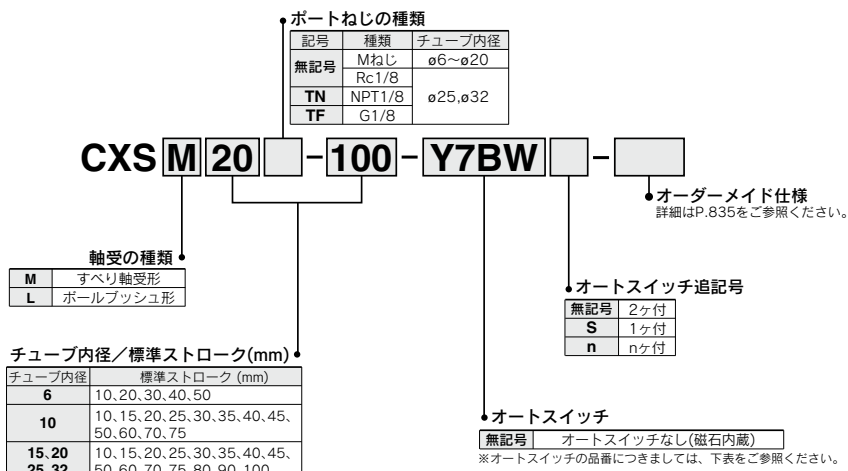 ポートねじの種類
記号 種類 チューブ内径
無記号 Mねじ ø6〜ø20
Rc1/8 ø25,ø32
TN NPT1/8
TF G1/8
CXS M 20 - 100 - Y7BW -
オーダーメイド仕様
詳細はP.835をご参照ください。
軸受の種類
M すべり軸受形
L ボールブッシュ形
オートスイッチ追記号
無記号 2ヶ付
S 1ヶ付
n nヶ付
チューブ内径/標準ストローク(mm)
チューブ内径 標準ストローク (mm)
6 10、20、30、40、50
10 10、15、20、25、30、35、40、45、
50、60、70、75
15、20 10、15、20、25、30、35、40、45、
25、32 50、60、70、75、80、90、100
オートスイッチ
無記号 オートスイッチなし(磁石内蔵)
※オートスイッチの品番につきましては、下表をご参照ください。